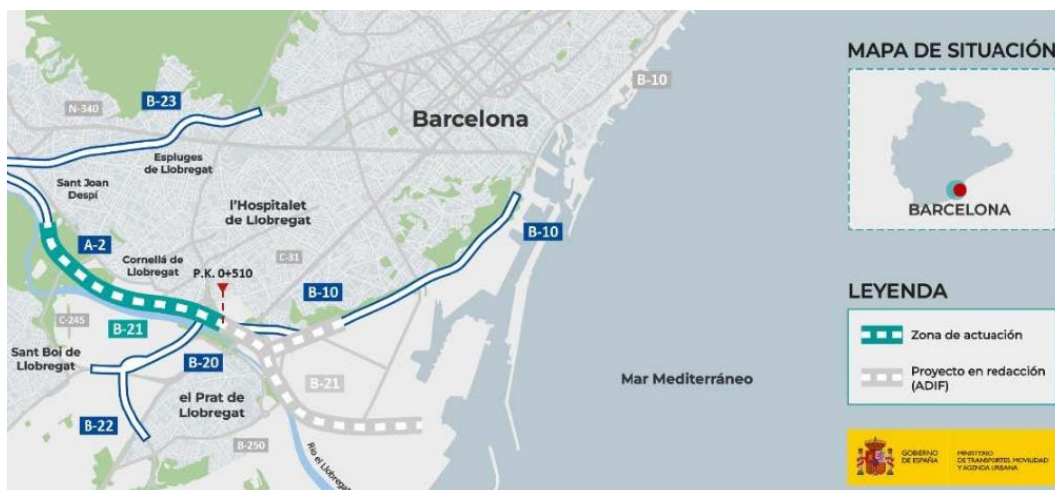 MAPA DE SITUACIÓN
B-10
N-340
B-23
Barcelona
Espluges
de Llobregat
Sant Joan
Despí
l'Hospitalet
de Llobregat
BARCELONA
A-2
B-10
Cornellá de
Llobregat
C-31
P.K. 0+510
B-10
LEYENDA
C-245
B-21
Zona de actuación
Sant Boi de
Llobregat
B-20
B-21
Proyecto en redacción
(ADIF)
Mar Mediterráneo
el Prat de
Llobregat
B-22
B-250
Río el Llobregat
GOBIERNO
DE ESPAÑA
MINISTERIO
DE TRANSPORTES, MOVILIDAD
Y AGENDA URBANA